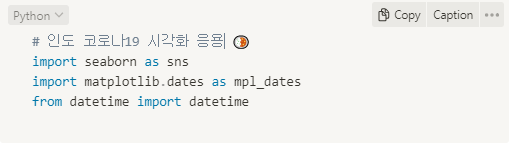 Python
Copy
Caption
# 인도 코로나19 시각화 응용
import seaborn as sns
import matplotlib.dates as mpl_dates
from datetime import datetime